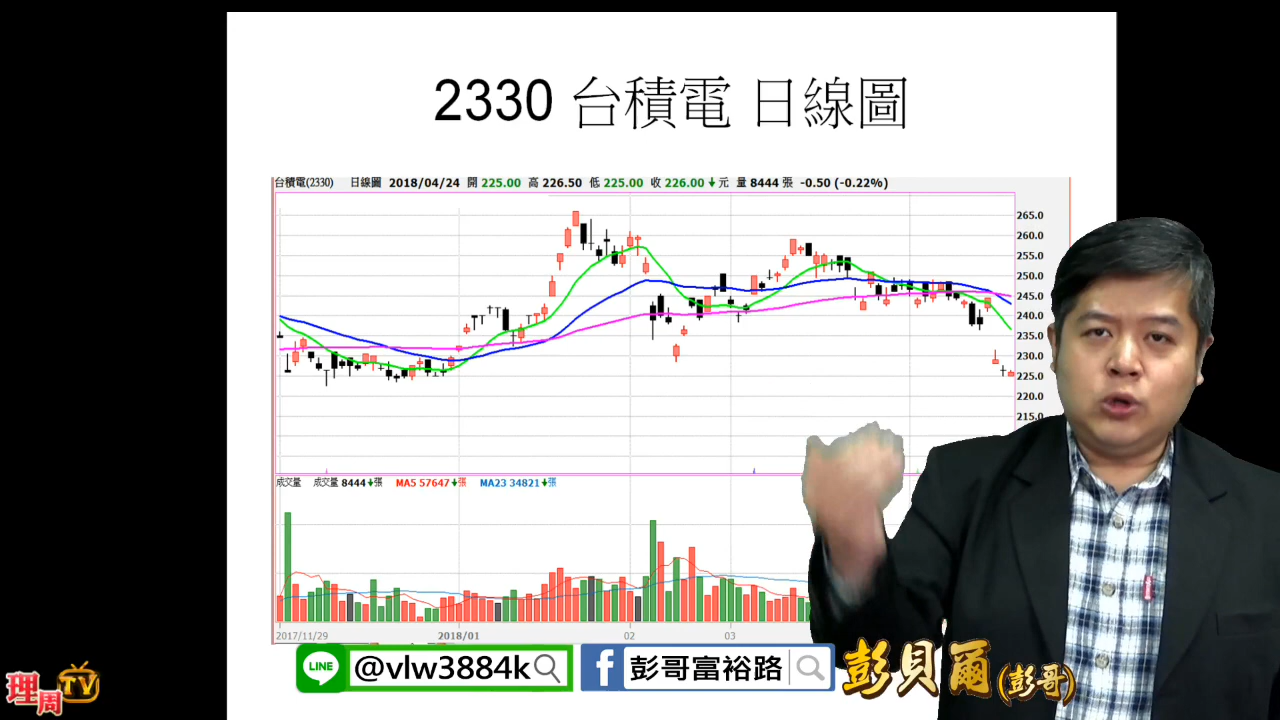 2330 台積電 日線圖
台積電(2330) 日線圖 2018/04/24 開 225.00 高 226.50 低 225.00 收 226.00 ↓ 元 量 8444 張 -0.50 (-0.22%)
265.0
260.0
255.0
250.0
245.0
240.0
235.0
230.0
225.0
220.0
215.0
成交量 成交量 8444↓張 MA5 57647↓張 MA23 34821↓張
2017/11/29 2018/01 02 03
LINE @vlw3884k
f 彭哥富裕路
彭貝爾(彭哥)
理周TV